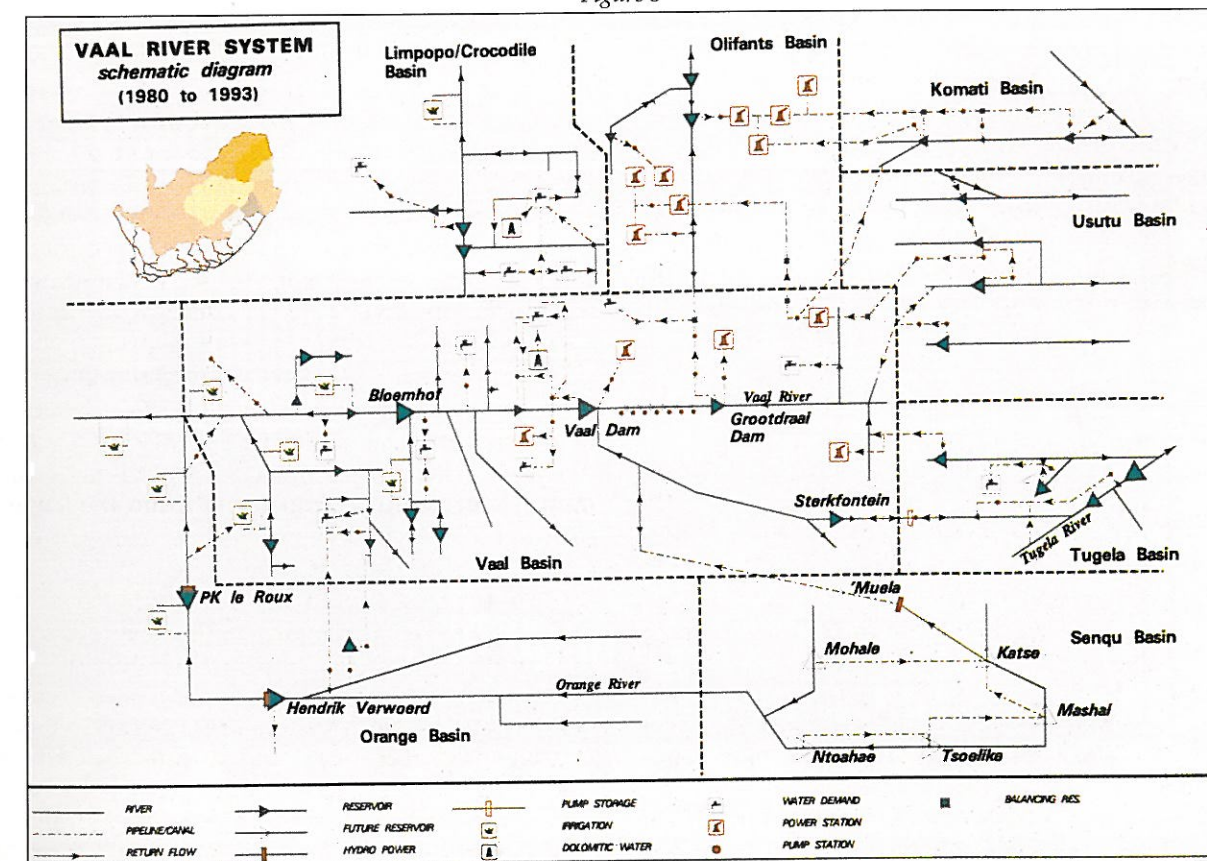 VAAL RIVER SYSTEM
schematic diagram
(1980 to 1993)
Limpopo/Crocodile
Basin
Olifants Basin
Komati Basin
Usutu Basin
Bloemhof
Vaal Dam
Vaal River
Grootdraai
Dam
Sterkfontein
Tugela River
Tugela Basin
Vaal Basin
PK le Roux
'Muela
Senqu Basin
Mohale
Katse
Orange River
Hendrik Verwoerd
Mashai
Orange Basin
Ntoahae
Tsoelike
RIVER
RESERVOIR
PUMP STORAGE
WATER DEMAND
BALANCING RES.
PIPELINE/CANAL
FUTURE RESERVOIR
IRRIGATION
POWER STATION
RETURN FLOW
HYDRO POWER
DOLOMITIC WATER
PUMP STATION